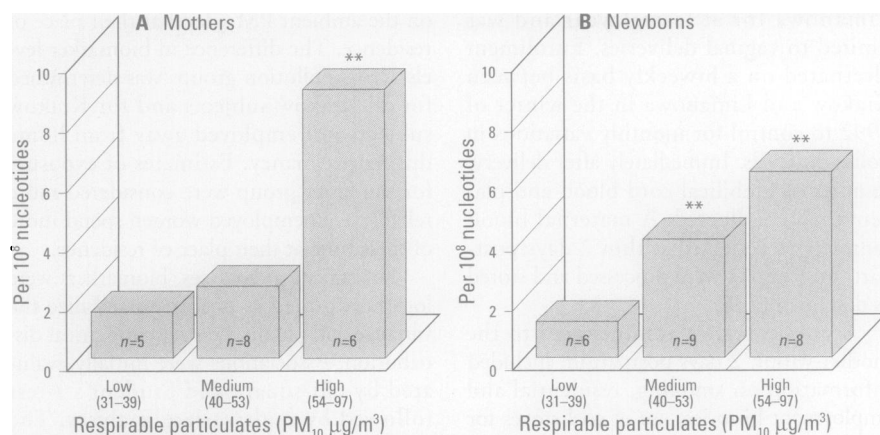 A Mothers
**
10
8
6
4
2
0
Per 10⁸ nucleotides
n=5
n=8
n=6
Low
(31–39)
Medium
(40–53)
High
(54–97)
Respirable particulates (PM₁₀ μg/m³)
B Newborns
**
**
10
8
6
4
2
0
Per 10⁸ nucleotides
n=6
n=9
n=8
Low
(31–39)
Medium
(40–53)
High
(54–97)
Respirable particulates (PM₁₀ μg/m³)